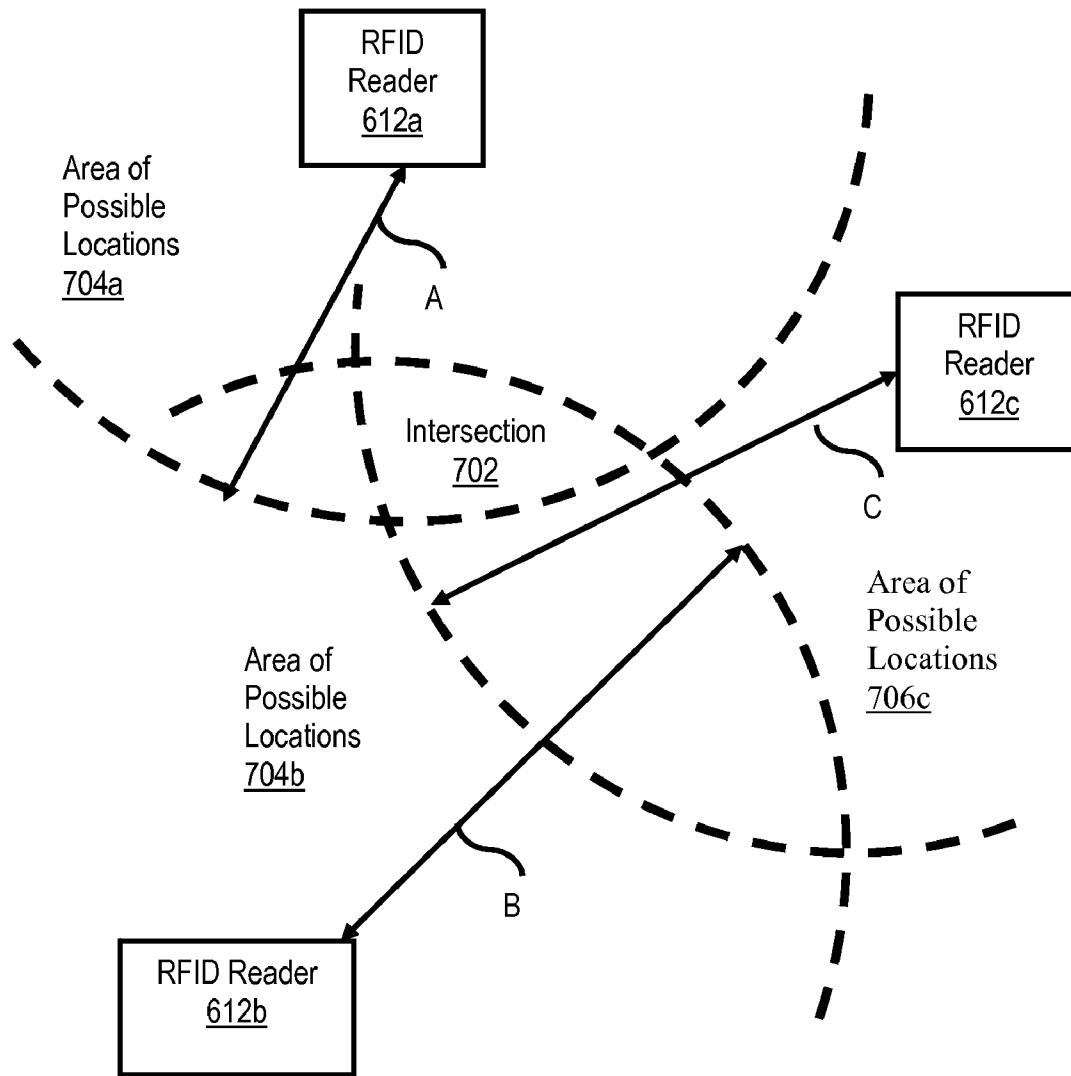 RFID
Reader
612a
Area of
Possible
Locations
704a
A
RFID
Reader
612c
Intersection
702
C
Area of
Possible
Locations
706c
Area of
Possible
Locations
704b
B
RFID Reader
612b